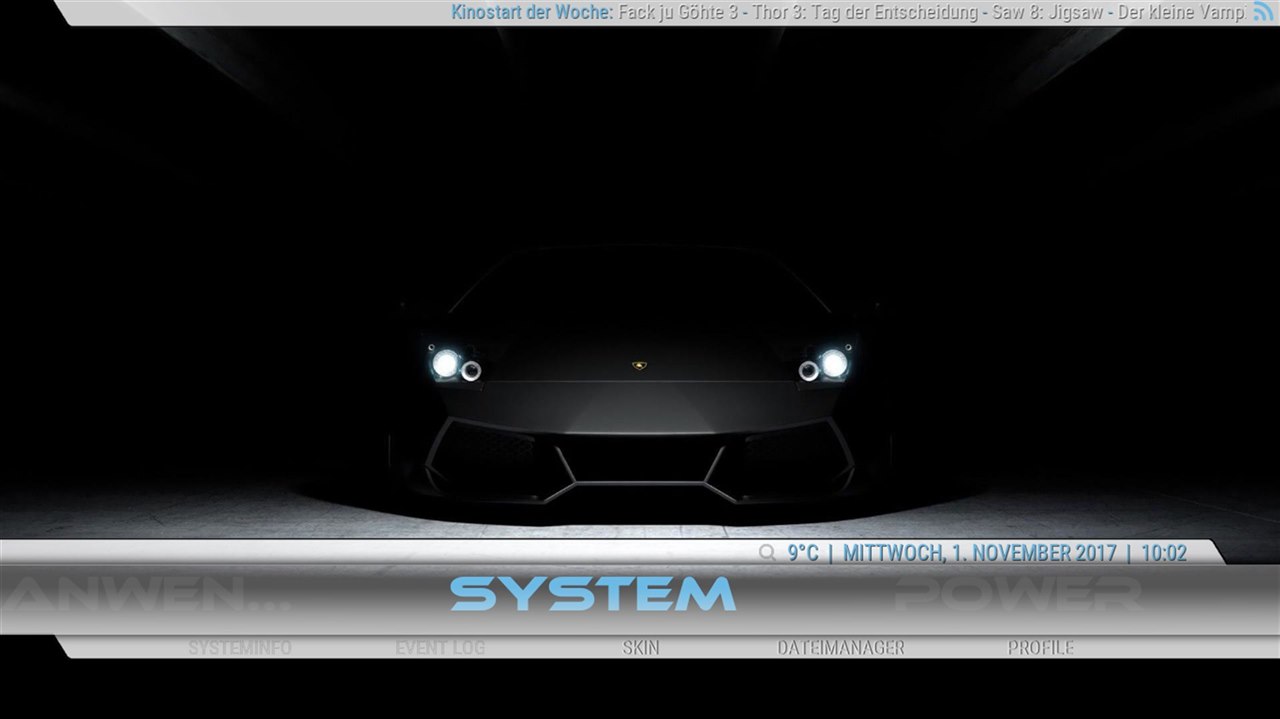 Kinostart der Woche: Fack ju Göhte 3 - Thor 3: Tag der Entscheidung - Saw 8: Jigsaw - Der kleine Vamp
9°C | MITTWOCH, 1. NOVEMBER 2017 | 10:02
ANWEN... SYSTEM POWER
SYSTEMINFO EVENT LOG SKIN DATEIMANAGER PROFILE